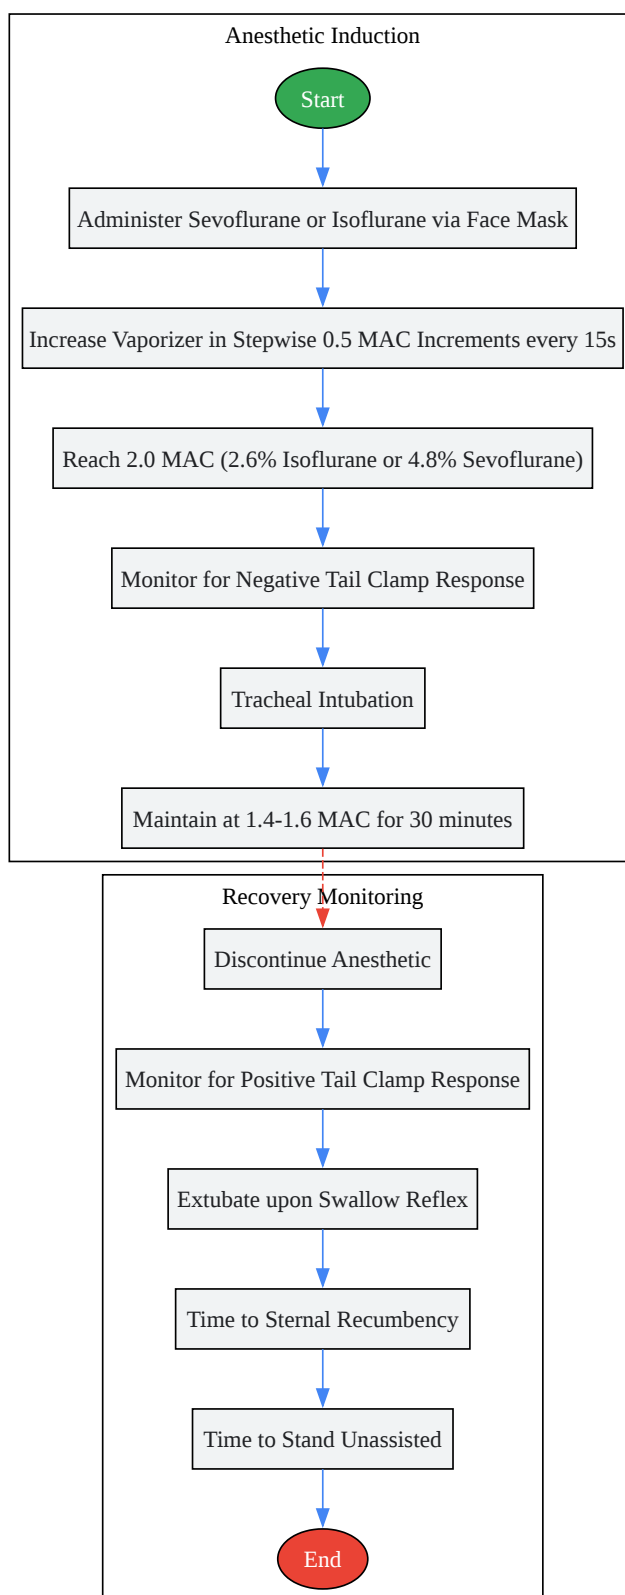 Anesthetic Induction
Start
Administer Sevoflurane or Isoflurane via Face Mask
Increase Vaporizer in Stepwise 0.5 MAC Increments every 15s
Reach 2.0 MAC (2.6% Isoflurane or 4.8% Sevoflurane)
Monitor for Negative Tail Clamp Response
Tracheal Intubation
Maintain at 1.4-1.6 MAC for 30 minutes
Recovery Monitoring
Discontinue Anesthetic
Monitor for Positive Tail Clamp Response
Extubate upon Swallow Reflex
Time to Sternal Recumbency
Time to Stand Unassisted
End